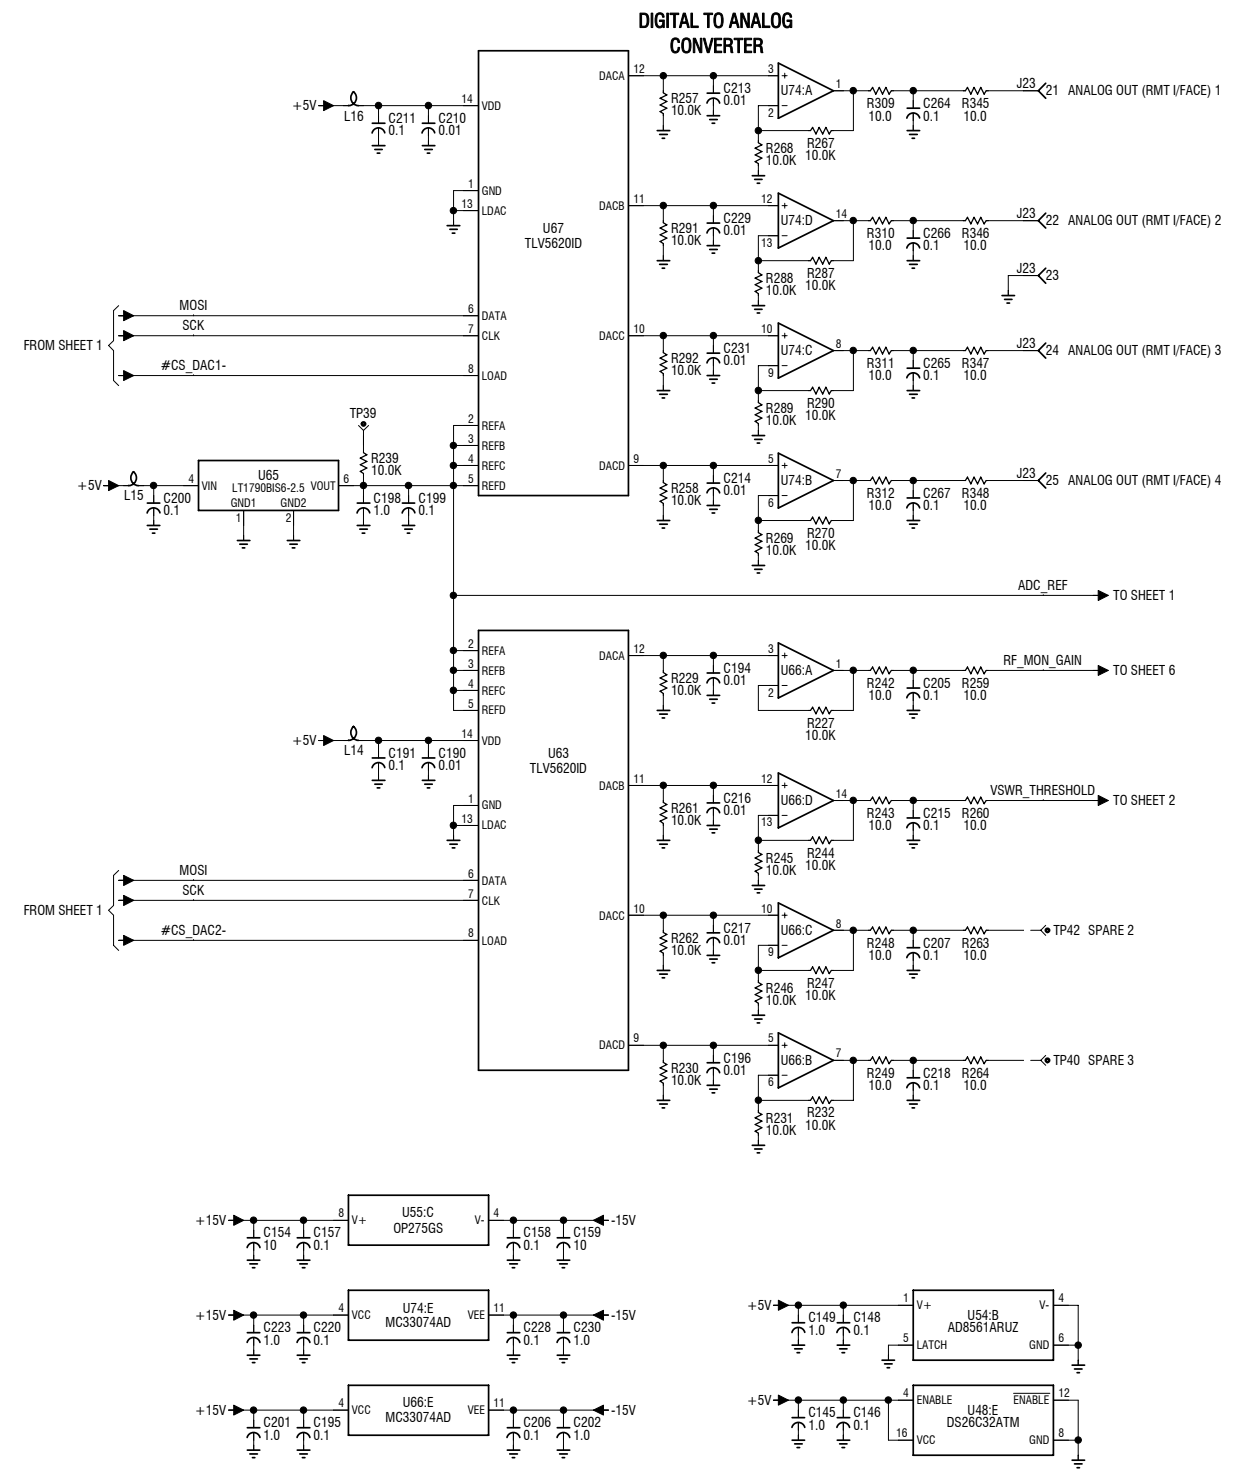 DIGITAL TO ANALOG
CONVERTER
+5V
L16
C211
0.1
C210
0.01
14
VDD
1
GND
13
LDAC
U67
TLV5620ID
FROM SHEET 1
MOSI
6
DATA
SCK
7
CLK
#CS_DAC1-
8
LOAD
TP39
R239
10.0K
2
REFA
3
REFB
4
REFC
5
REFD
+5V
L15
C200
0.1
4
VIN
U65
LT1790BIS6-2.5
VOUT
6
GND1
GND2
1
2
C198
1.0
C199
0.1
DACA
12
R257
10.0K
C213
0.01
3
+
U74:A
1
2
−
R268
10.0K
R267
10.0K
R309
10.0
C264
0.1
R345
10.0
J23
21 ANALOG OUT (RMT I/FACE) 1
DACB
11
R291
10.0K
C229
0.01
12
+
U74:D
14
13
−
R288
10.0K
R287
10.0K
R310
10.0
C266
0.1
R346
10.0
J23
22 ANALOG OUT (RMT I/FACE) 2
J23
23
DACC
10
R292
10.0K
C231
0.01
10
+
U74:C
8
9
−
R289
10.0K
R290
10.0K
R311
10.0
C265
0.1
R347
10.0
J23
24 ANALOG OUT (RMT I/FACE) 3
DACD
9
R258
10.0K
C214
0.01
5
+
U74:B
7
6
−
R269
10.0K
R270
10.0K
R312
10.0
C267
0.1
R348
10.0
J23
25 ANALOG OUT (RMT I/FACE) 4
ADC_REF
TO SHEET 1
2
REFA
3
REFB
4
REFC
5
REFD
+5V
L14
C191
0.1
C190
0.01
14
VDD
1
GND
13
LDAC
U63
TLV5620ID
FROM SHEET 1
MOSI
6
DATA
SCK
7
CLK
#CS_DAC2-
8
LOAD
DACA
12
R229
10.0K
C194
0.01
3
+
U66:A
1
2
−
R227
10.0K
R242
10.0
C205
0.1
R259
10.0
RF_MON_GAIN
TO SHEET 6
DACB
11
R261
10.0K
C216
0.01
12
+
U66:D
14
13
−
R245
10.0K
R244
10.0K
R243
10.0
C215
0.1
R260
10.0
VSWR_THRESHOLD
TO SHEET 2
DACC
10
R262
10.0K
C217
0.01
10
+
U66:C
8
9
−
R246
10.0K
R247
10.0K
R248
10.0
C207
0.1
R263
10.0
TP42 SPARE 2
DACD
9
R230
10.0K
C196
0.01
5
+
U66:B
7
6
−
R231
10.0K
R232
10.0K
R249
10.0
C218
0.1
R264
10.0
TP40 SPARE 3
+15V
C154
10
C157
0.1
8
V+
U55:C
OP275GS
V-
4
C158
0.1
C159
10
-15V
+15V
C223
1.0
C220
0.1
4
VCC
U74:E
MC33074AD
VEE
11
C228
0.1
C230
1.0
-15V
+15V
C201
1.0
C195
0.1
4
VCC
U66:E
MC33074AD
VEE
11
C206
0.1
C202
1.0
-15V
+5V
C149
1.0
C148
0.1
1
V+
5
LATCH
U54:B
AD8561ARUZ
V-
4
GND
6
+5V
C145
1.0
C146
0.1
4
ENABLE
16
VCC
U48:E
DS26C32ATM
ENABLE
12
GND
8